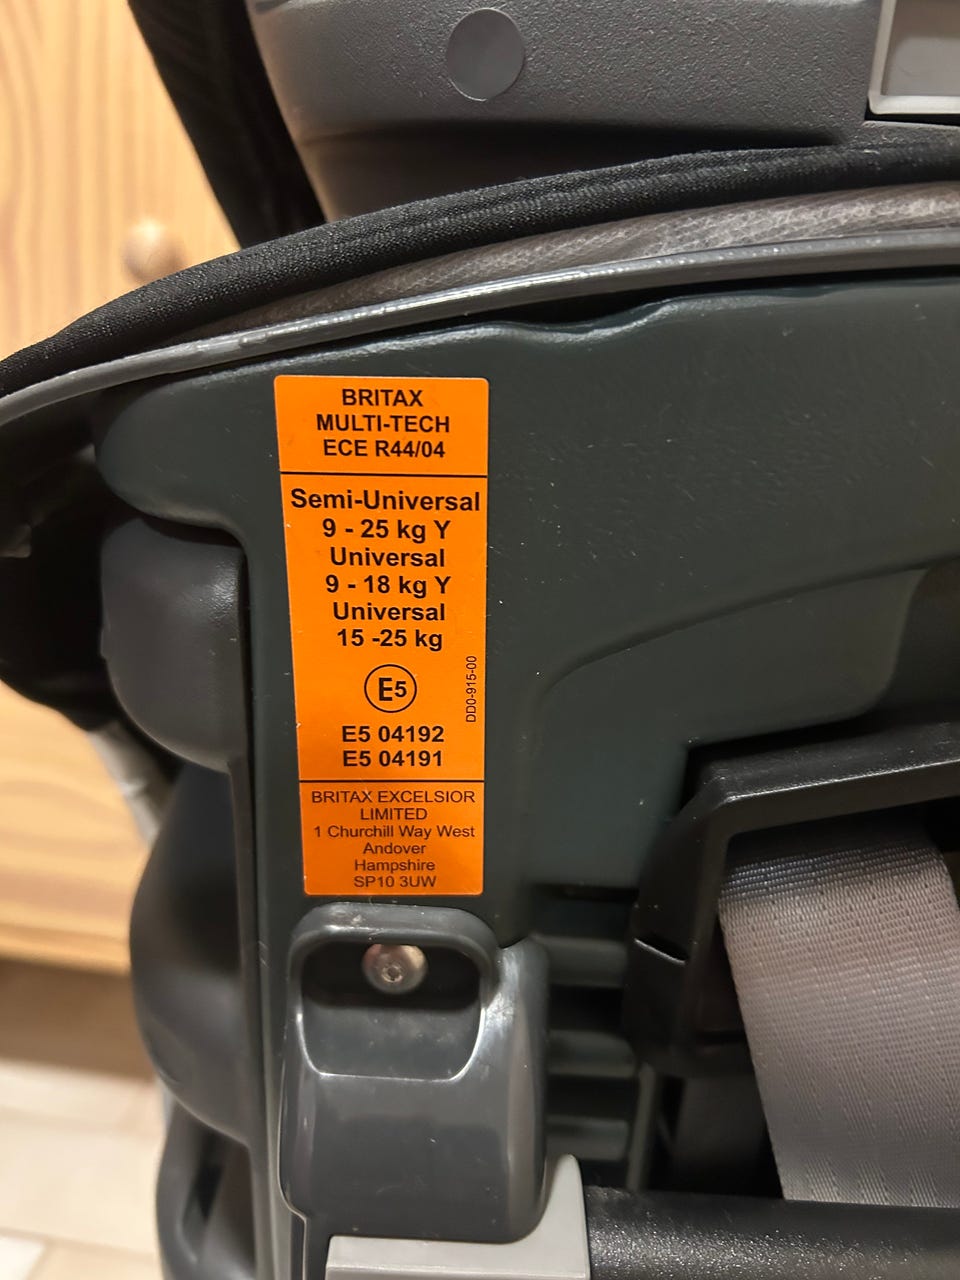 BRITAX
MULTI-TECH
ECE R44/04
Semi-Universal
9 - 25 kg Y
Universal
9 - 18 kg Y
Universal
15 -25 kg
E5
DD0-915-00
E5 04192
E5 04191
BRITAX EXCELSIOR
LIMITED
1 Churchill Way West
Andover
Hampshire
SP10 3UW